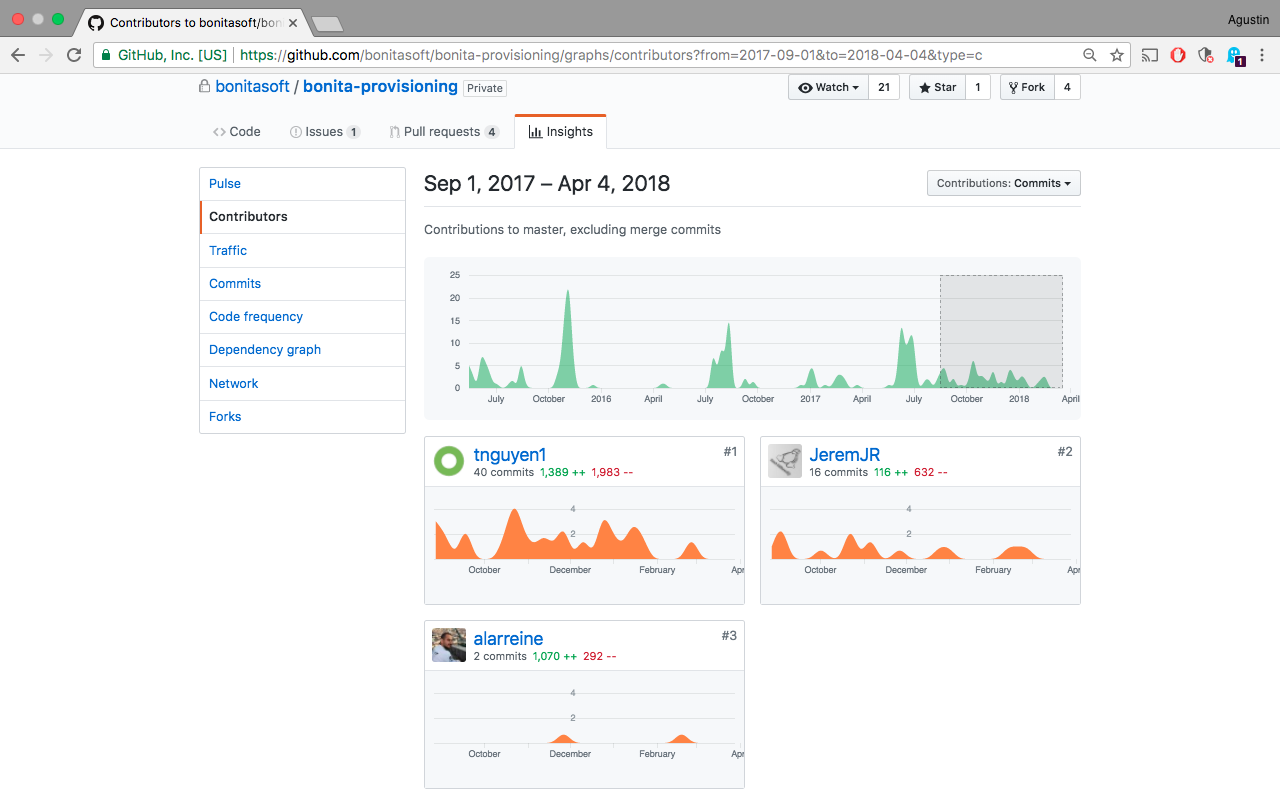 Contributors to bonitasoft/bon
Agustin
GitHub, Inc. [US] https://github.com/bonitasoft/bonita-provisioning/graphs/contributors?from=2017-09-01&to=2018-04-04&type=c
1
bonitasoft / bonita-provisioning Private
Watch 21 Star 1 Fork 4
Code Issues 1 Pull requests 4 Insights
Pulse
Contributors
Traffic
Commits
Code frequency
Dependency graph
Network
Forks
Sep 1, 2017 – Apr 4, 2018
Contributions: Commits
Contributions to master, excluding merge commits
25
20
15
10
5
0
July October 2016 April July October 2017 April July October 2018 April
tnguyen1 #1
40 commits 1,389 ++ 1,983 --
4
2
October December February Apr
JeremJR #2
16 commits 116 ++ 632 --
4
2
October December February Apr
alarreine #3
2 commits 1,070 ++ 292 --
4
2
October December February Apr